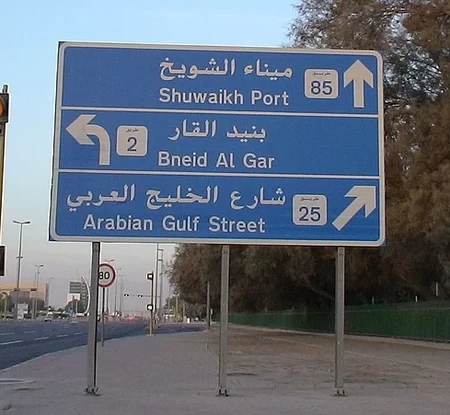 ميناء الشويخ
طريق
85
Shuwaikh Port
بنيد القار
طريق
2
Bneid Al Gar
شارع الخليج العربي
طريق
25
Arabian Gulf Street
80